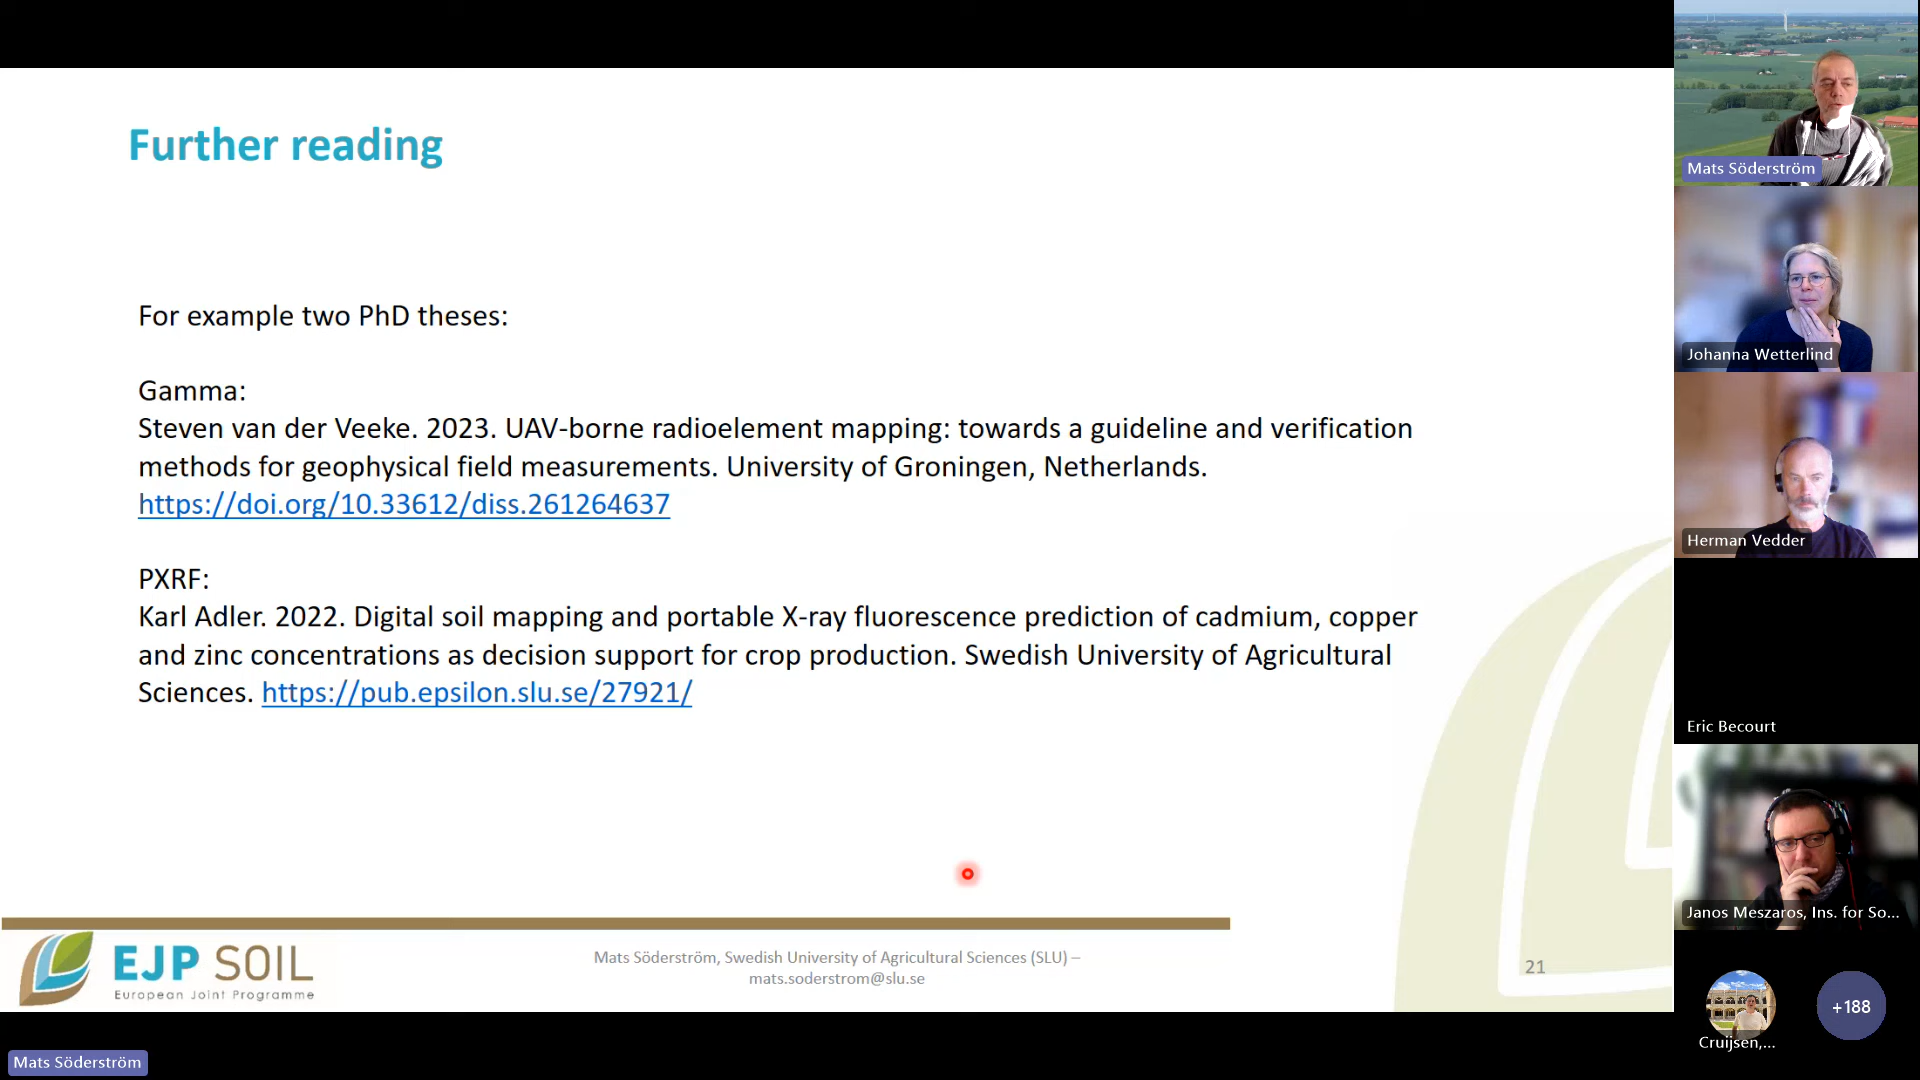 Further reading
For example two PhD theses:
Gamma:
Steven van der Veeke. 2023. UAV-borne radioelement mapping: towards a guideline and verification
methods for geophysical field measurements. University of Groningen, Netherlands.
https://doi.org/10.33612/diss.261264637
PXRF:
Karl Adler. 2022. Digital soil mapping and portable X-ray fluorescence prediction of cadmium, copper
and zinc concentrations as decision support for crop production. Swedish University of Agricultural
Sciences. https://pub.epsilon.slu.se/27921/
EJP SOIL
European Joint Programme
Mats Söderström, Swedish University of Agricultural Sciences (SLU) –
mats.soderstrom@slu.se
21
Mats Söderström
Mats Söderström
Johanna Wetterlind
Herman Vedder
Eric Becourt
Janos Meszaros, Ins. for So...
Cruijsen,...
+188